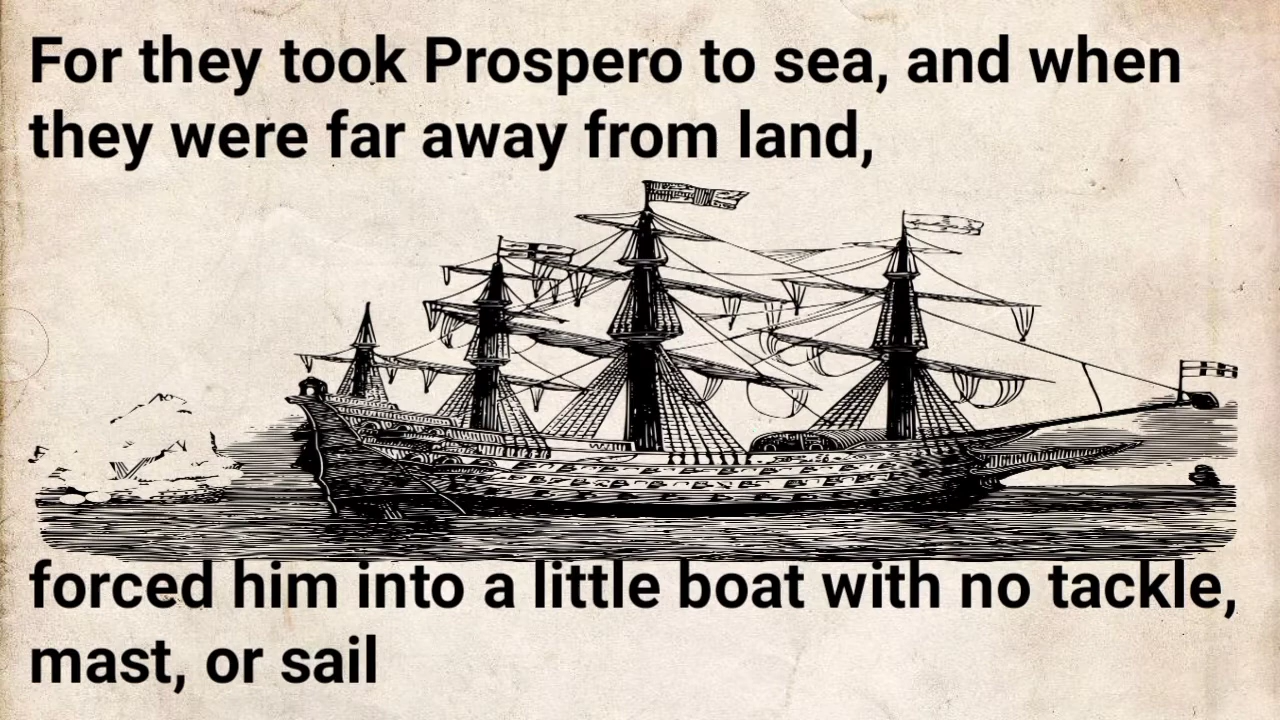 For they took Prospero to sea, and when
they were far away from land,
forced him into a little boat with no tackle,
mast, or sail